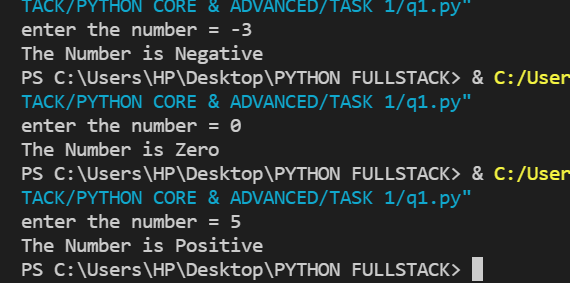 TACK/PYTHON CORE & ADVANCED/TASK 1/q1.py"
enter the number = -3
The Number is Negative
PS C:\Users\HP\Desktop\PYTHON FULLSTACK> & C:/User
TACK/PYTHON CORE & ADVANCED/TASK 1/q1.py"
enter the number = 0
The Number is Zero
PS C:\Users\HP\Desktop\PYTHON FULLSTACK> & C:/User
TACK/PYTHON CORE & ADVANCED/TASK 1/q1.py"
enter the number = 5
The Number is Positive
PS C:\Users\HP\Desktop\PYTHON FULLSTACK>